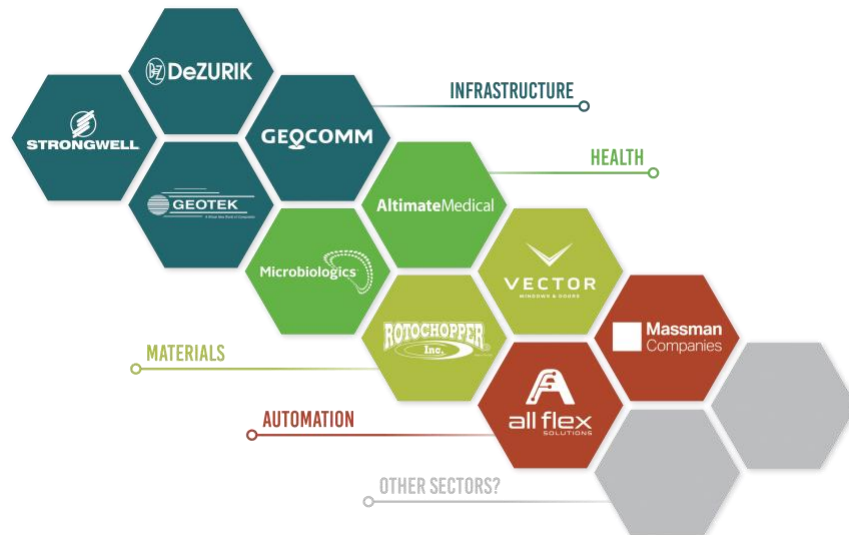 DZ DeZURIK
STRONGWELL
GEOCOMM
INFRASTRUCTURE
GEOTEK
HEALTH
AltimateMedical
Microbiologics
VECTOR
WINDOWS & DOORS
ROTOCHOPPER
Inc.
Massman
Companies
MATERIALS
all flex
SOLUTIONS
AUTOMATION
OTHER SECTORS?